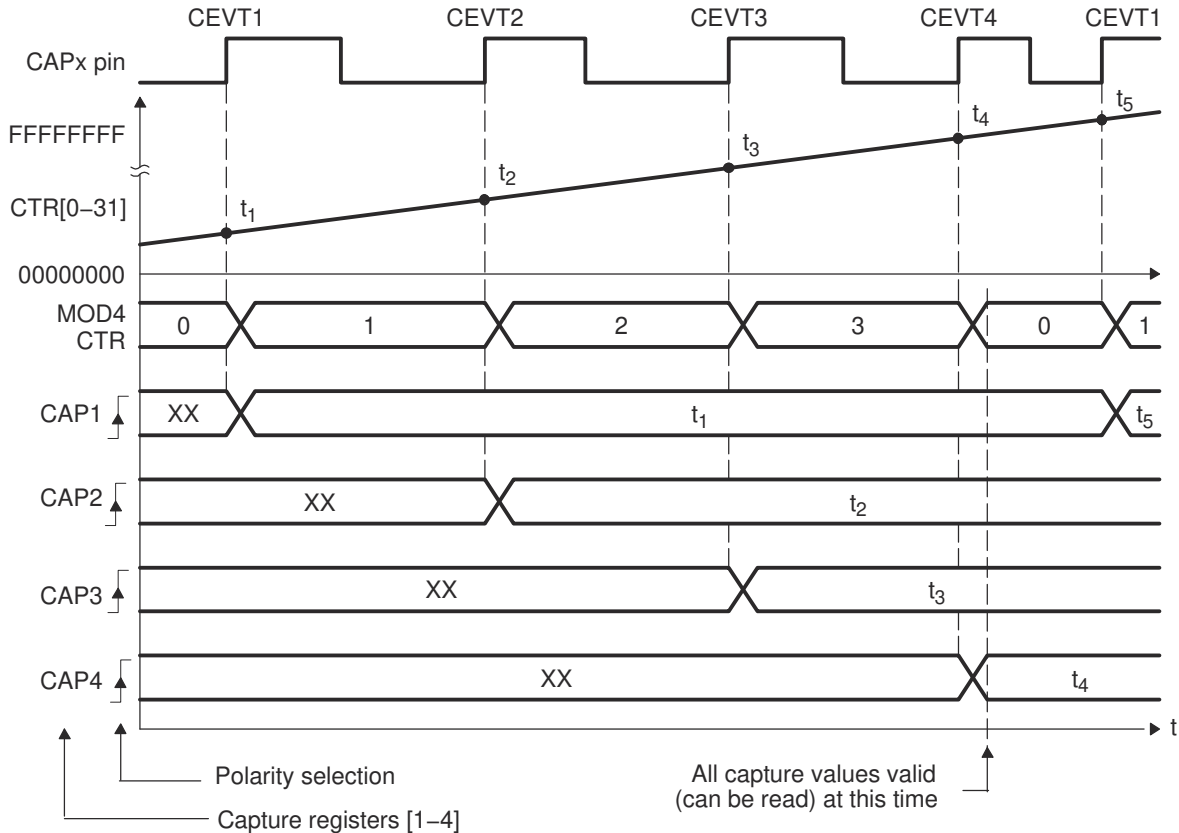 CEVT1 CEVT2 CEVT3 CEVT4 CEVT1
CAPx pin
FFFFFFFF
t5
t4
t3
t2
CTR[0−31]
t1
00000000
MOD4
CTR
0 1 2 3 0 1
CAP1 XX t1 t5
CAP2 XX t2
CAP3 XX t3
CAP4 XX t4
t
Polarity selection
All capture values valid
(can be read) at this time
Capture registers [1−4]